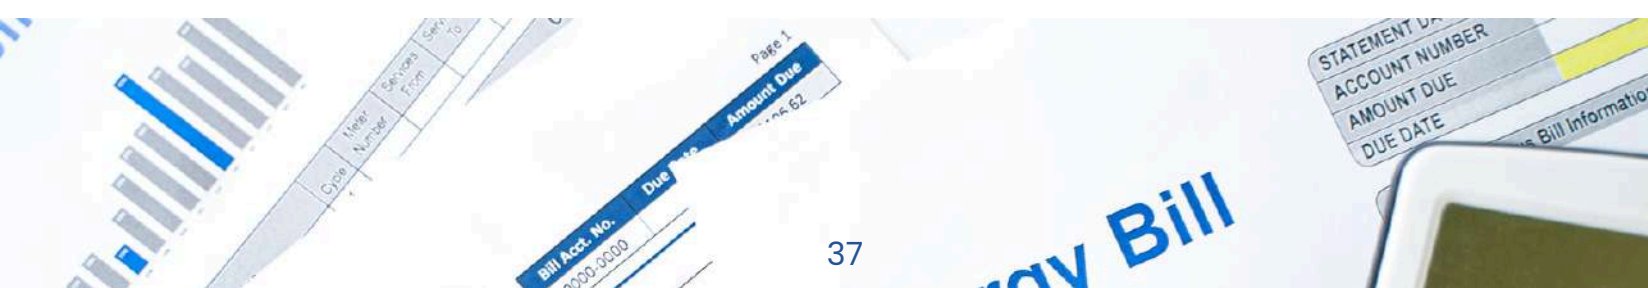 Page 1
Meter
Number
Services
From
To
Cycle
Bill Acct. No.
Amount Due
0000-0000
37
Bill
STATEMENT
ACCOUNT NUMBER
AMOUNT DUE
DUE DATE
Bill Information